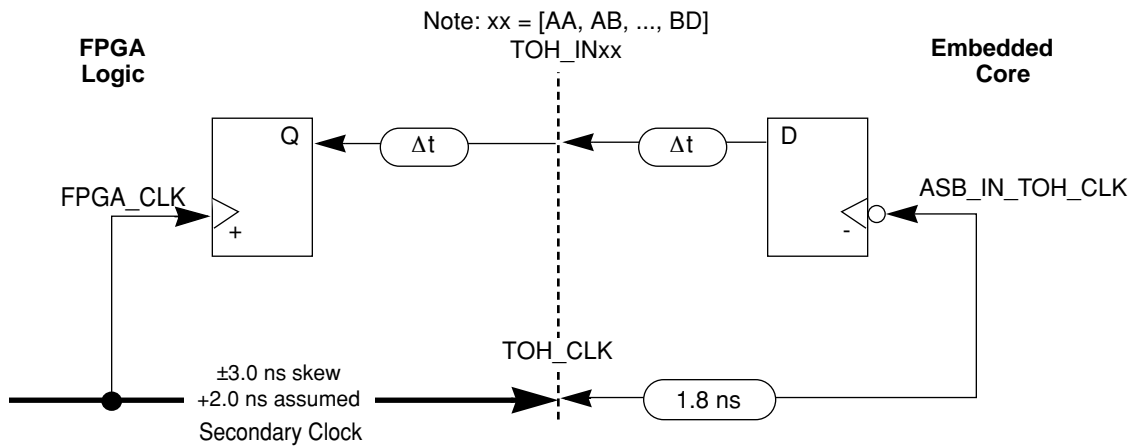 Note: xx = [AA, AB, ..., BD]
TOH_INxx
FPGA
Logic
Embedded
Core
Q
Δt
Δt
D
FPGA_CLK
ASB_IN_TOH_CLK
+
-
TOH_CLK
±3.0 ns skew
+2.0 ns assumed
Secondary Clock
1.8 ns